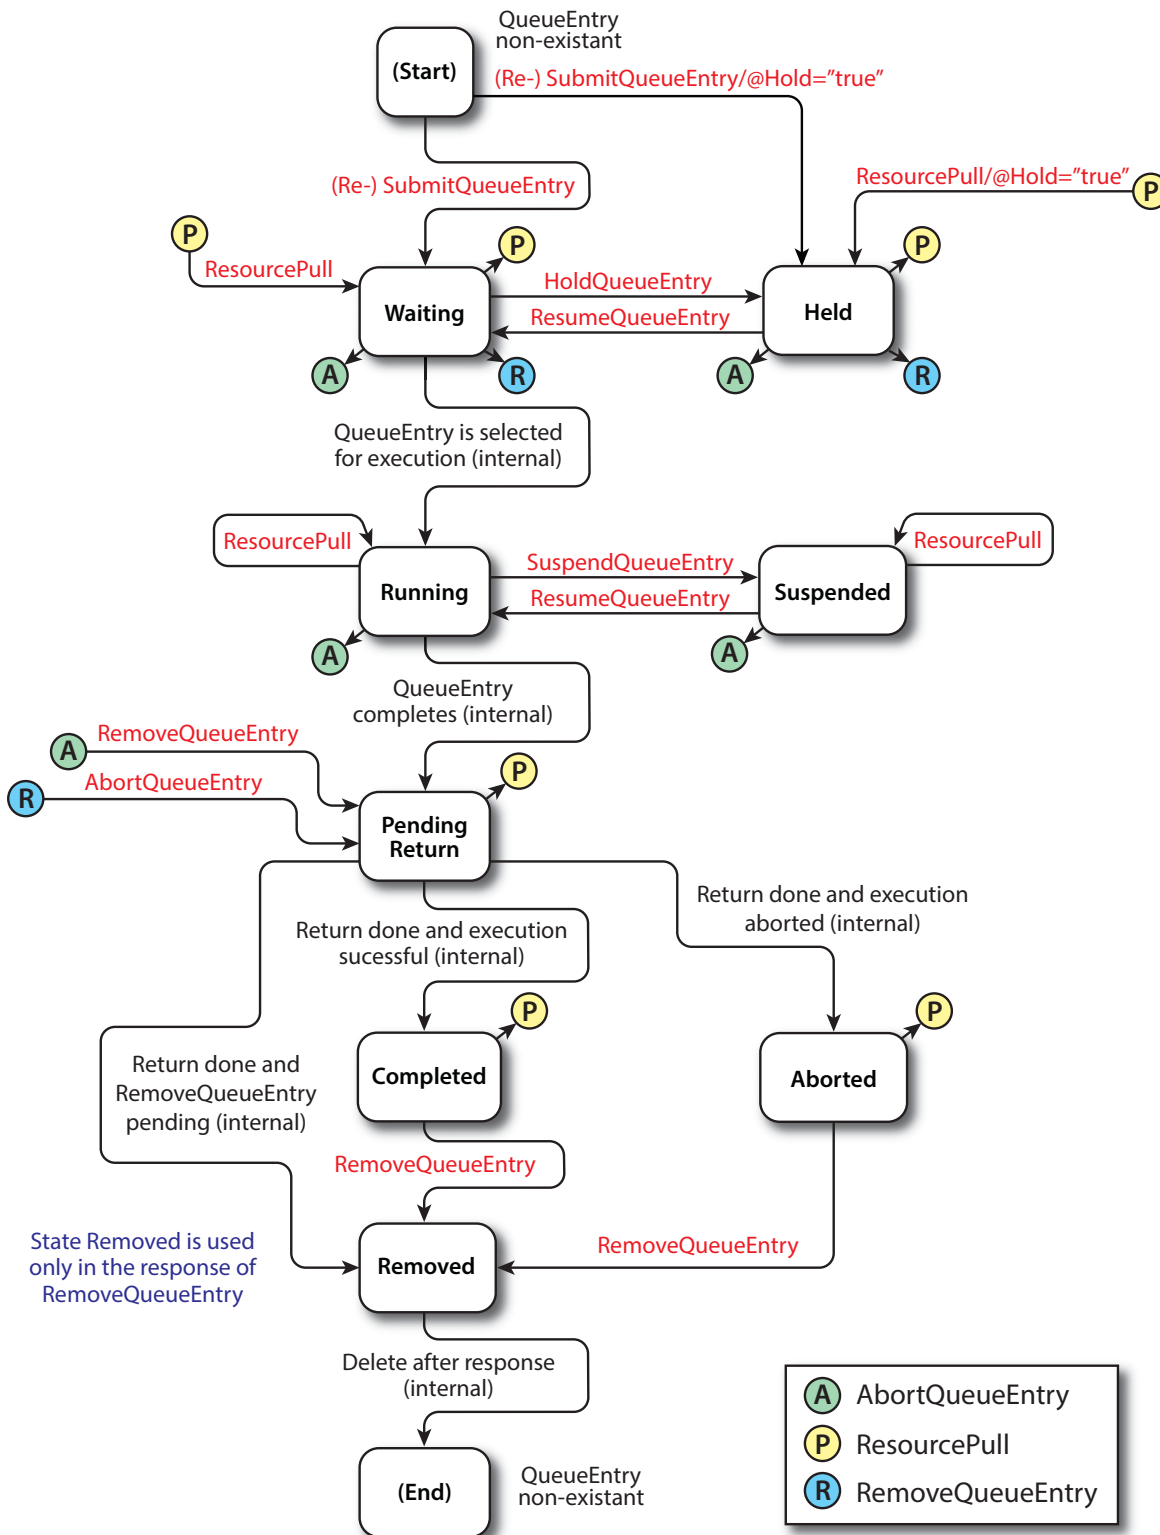 QueueEntry
non-existant
(Start)
(Re-) SubmitQueueEntry/@Hold=”true”
(Re-) SubmitQueueEntry
ResourcePull/@Hold=”true”
P
P
ResourcePull
P
P
HoldQueueEntry
Waiting
Held
ResumeQueueEntry
A
R
A
R
QueueEntry is selected
for execution (internal)
ResourcePull
ResourcePull
SuspendQueueEntry
Running
Suspended
ResumeQueueEntry
A
A
QueueEntry
completes (internal)
RemoveQueueEntry
A
AbortQueueEntry
R
P
Pending
Return
Return done and execution
aborted (internal)
Return done and execution
sucessful (internal)
P
P
Return done and
RemoveQueueEntry
pending (internal)
Completed
Aborted
RemoveQueueEntry
State Removed is used
only in the response of
RemoveQueueEntry
Removed
RemoveQueueEntry
Delete after response
(internal)
(End)
QueueEntry
non-existant
A AbortQueueEntry
P ResourcePull
R RemoveQueueEntry